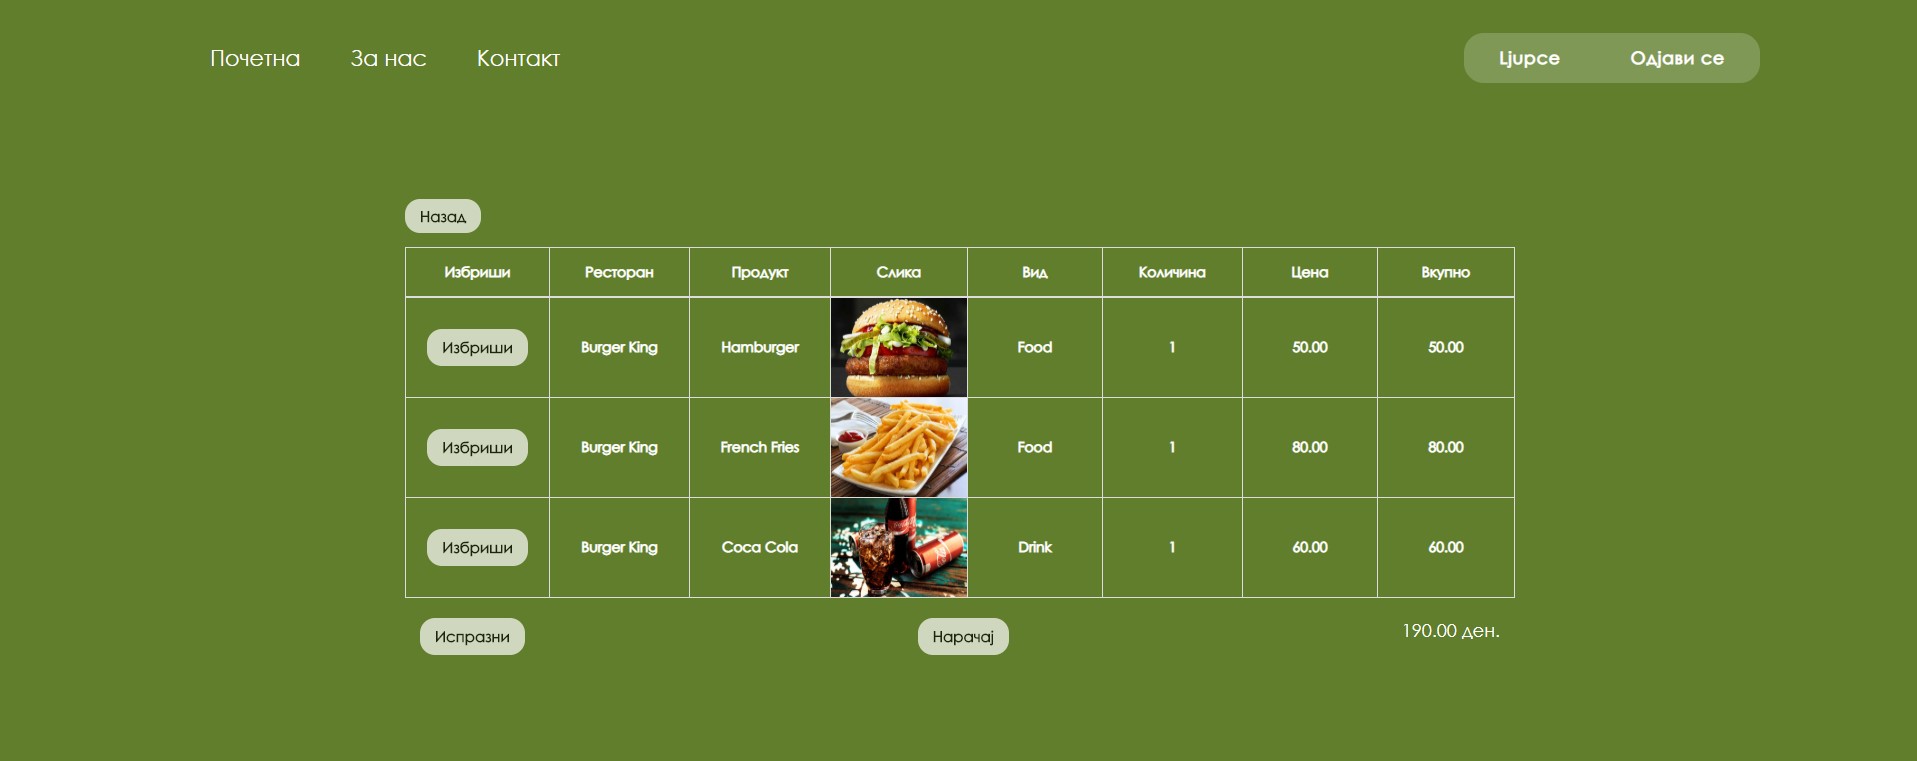 Почетна За нас Контакт Ljupce Одјави се
Назад
Избриши Ресторан Продукт Слика Вид Количина Цена Вкупно
Избриши Burger King Hamburger Food 1 50.00 50.00
Избриши Burger King French Fries Food 1 80.00 80.00
Избриши Burger King Coca Cola Drink 1 60.00 60.00
Испразни Нарачај 190.00 ден.